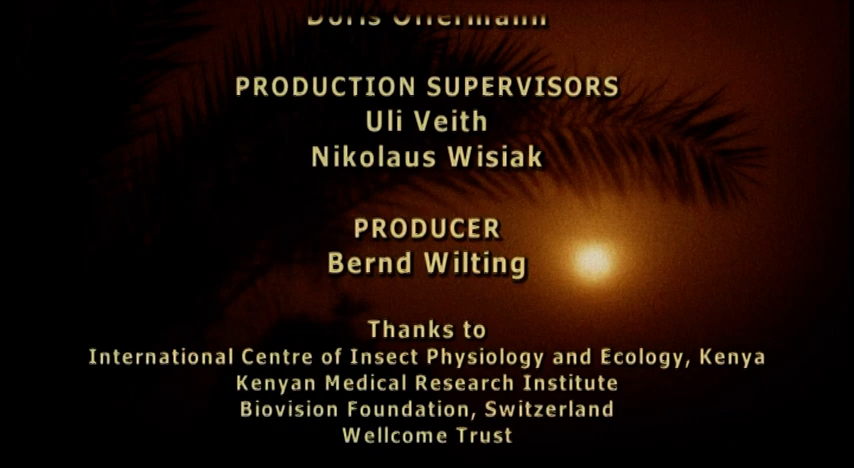 PRODUCTION SUPERVISORS
Uli Veith
Nikolaus Wisiak
PRODUCER
Bernd Wilting
Thanks to
International Centre of Insect Physiology and Ecology, Kenya
Kenyan Medical Research Institute
Biovision Foundation, Switzerland
Wellcome Trust